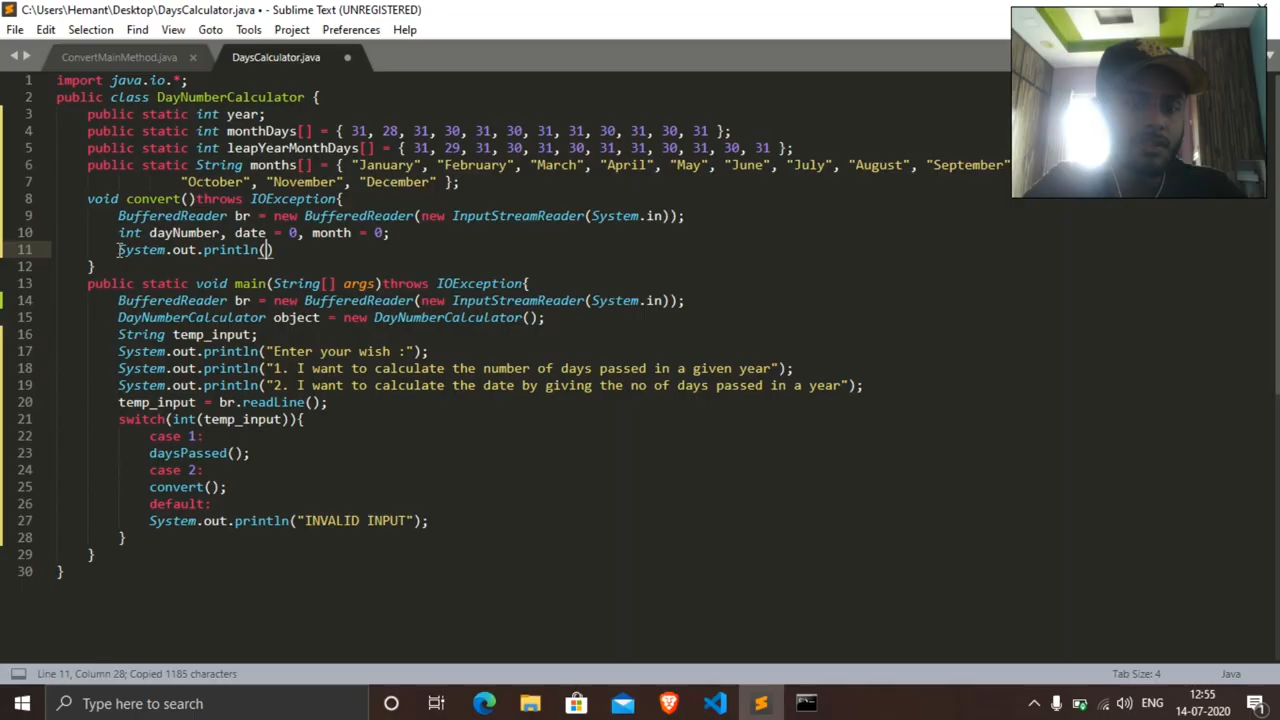 C:\Users\Hemant\Desktop\DaysCalculator.java • - Sublime Text (UNREGISTERED)
File Edit Selection Find View Goto Tools Project Preferences Help
ConvertMainMethod.java × DaysCalculator.java
1 import java.io.*;
2 public class DayNumberCalculator {
3 public static int year;
4 public static int monthDays[] = { 31, 28, 31, 30, 31, 30, 31, 31, 30, 31, 30, 31 };
5 public static int leapYearMonthDays[] = { 31, 29, 31, 30, 31, 30, 31, 31, 30, 31, 30, 31 };
6 public static String months[] = { "January", "February", "March", "April", "May", "June", "July", "August", "September"
7 "October", "November", "December" };
8 void convert()throws IOException{
9 BufferedReader br = new BufferedReader(new InputStreamReader(System.in));
10 int dayNumber, date = 0, month = 0;
11 System.out.println()
12 }
13 public static void main(String[] args)throws IOException{
14 BufferedReader br = new BufferedReader(new InputStreamReader(System.in));
15 DayNumberCalculator object = new DayNumberCalculator();
16 String temp_input;
17 System.out.println("Enter your wish :");
18 System.out.println("1. I want to calculate the number of days passed in a given year");
19 System.out.println("2. I want to calculate the date by giving the no of days passed in a year");
20 temp_input = br.readLine();
21 switch(int(temp_input)){
22 case 1:
23 daysPassed();
24 case 2:
25 convert();
26 default:
27 System.out.println("INVALID INPUT");
28 }
29 }
30 }
Line 11, Column 28; Copied 1185 characters Tab Size: 4 Java
Type here to search ENG 12:55
14-07-2020